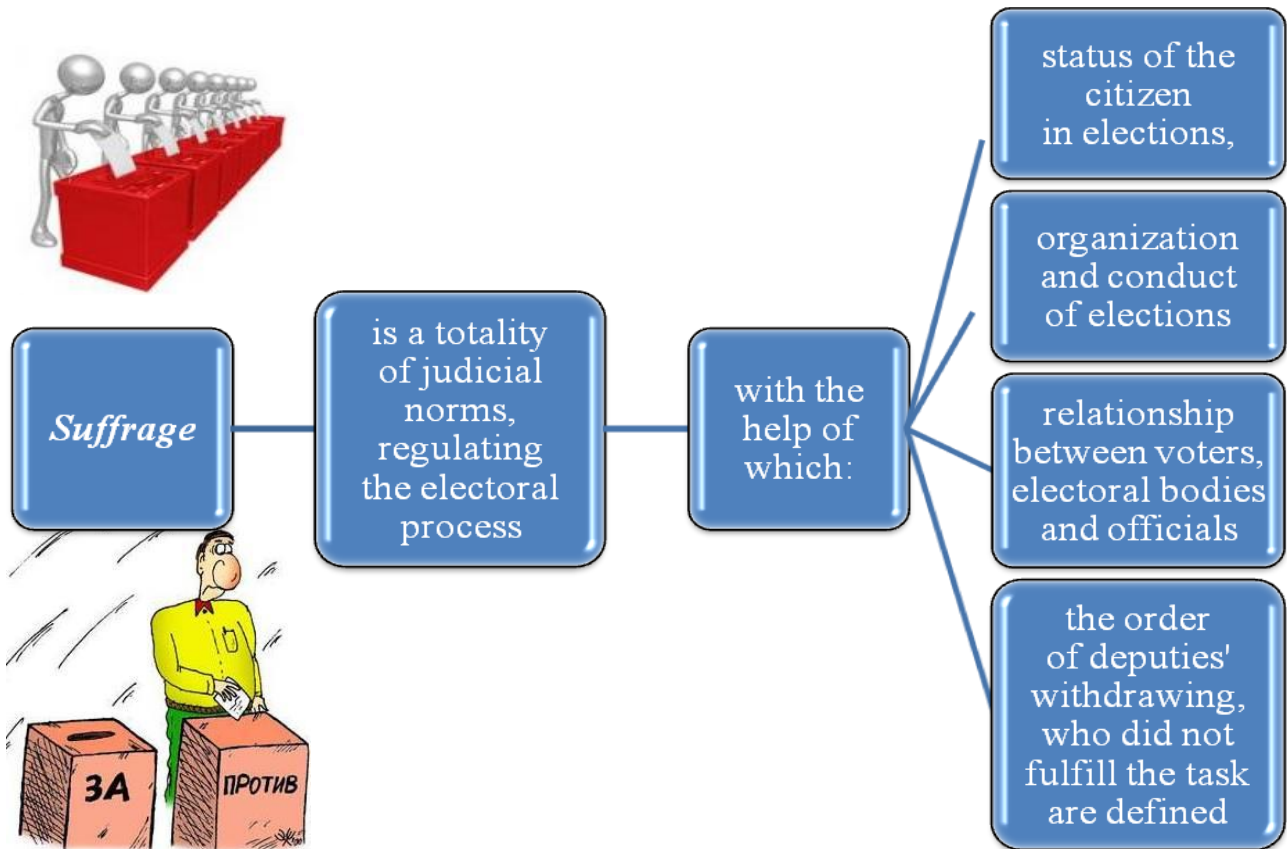 Suffrage
is a totality
of judicial
norms,
regulating
the electoral
process
with the
help of
which:
status of the
citizen
in elections,
organization
and conduct
of elections
relationship
between voters,
electoral bodies
and officials
the order
of deputies'
withdrawing,
who did not
fulfill the task
are defined
ЗА
ПРОТИВ